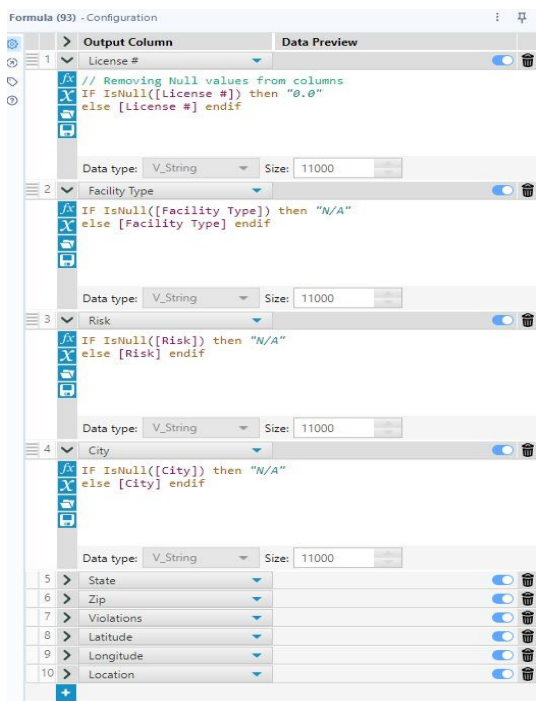 Formula (93) - Configuration
Output Column Data Preview
1 License #
// Removing Null values from columns
IF IsNull([License #]) then "0.0"
else [License #] endif
Data type: V_String Size: 11000
2 Facility Type
IF IsNull([Facility Type]) then "N/A"
else [Facility Type] endif
Data type: V_String Size: 11000
3 Risk
IF IsNull([Risk]) then "N/A"
else [Risk] endif
Data type: V_String Size: 11000
4 City
IF IsNull([City]) then "N/A"
else [City] endif
Data type: V_String Size: 11000
5 State
6 Zip
7 Violations
8 Latitude
9 Longitude
10 Location